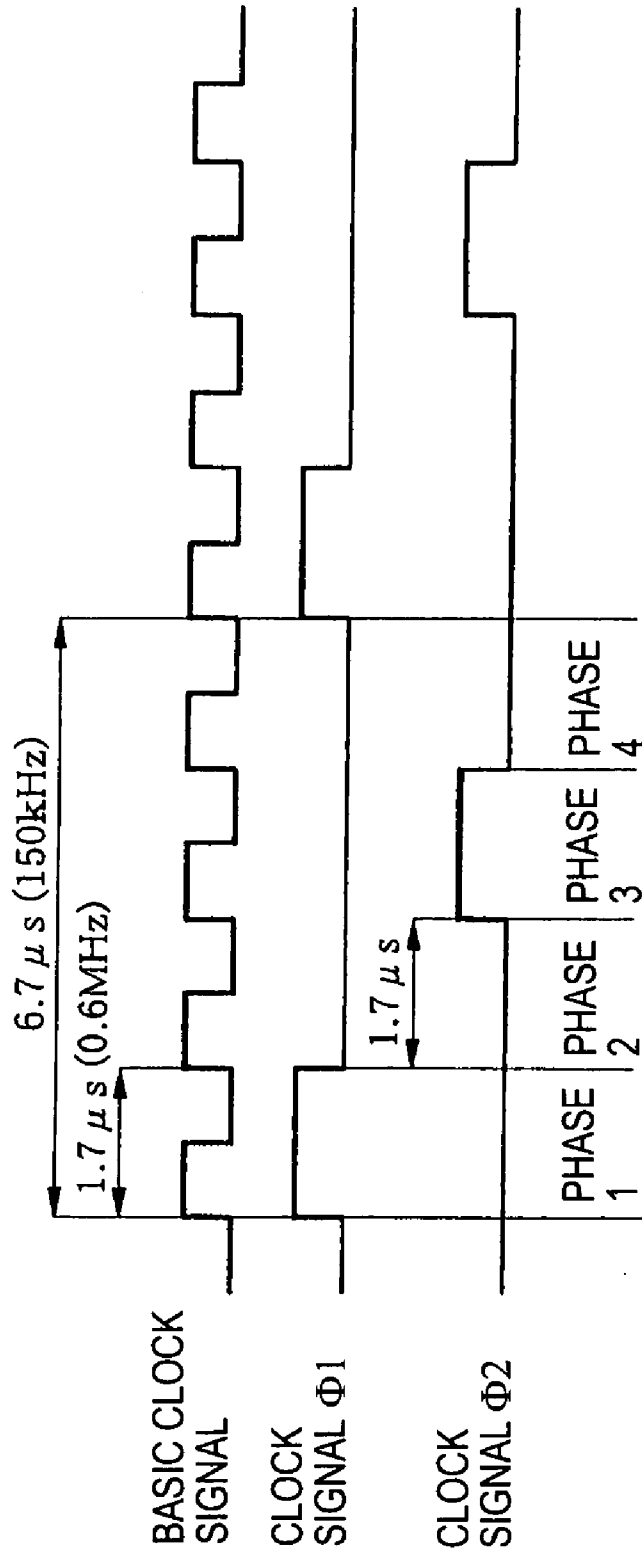 6.7 μs (150kHz)
1.7 μs (0.6MHz)
BASIC CLOCK
SIGNAL
CLOCK
SIGNAL Φ1
1.7 μs
CLOCK
SIGNAL Φ2
PHASE
1
PHASE
2
PHASE
3
PHASE
4